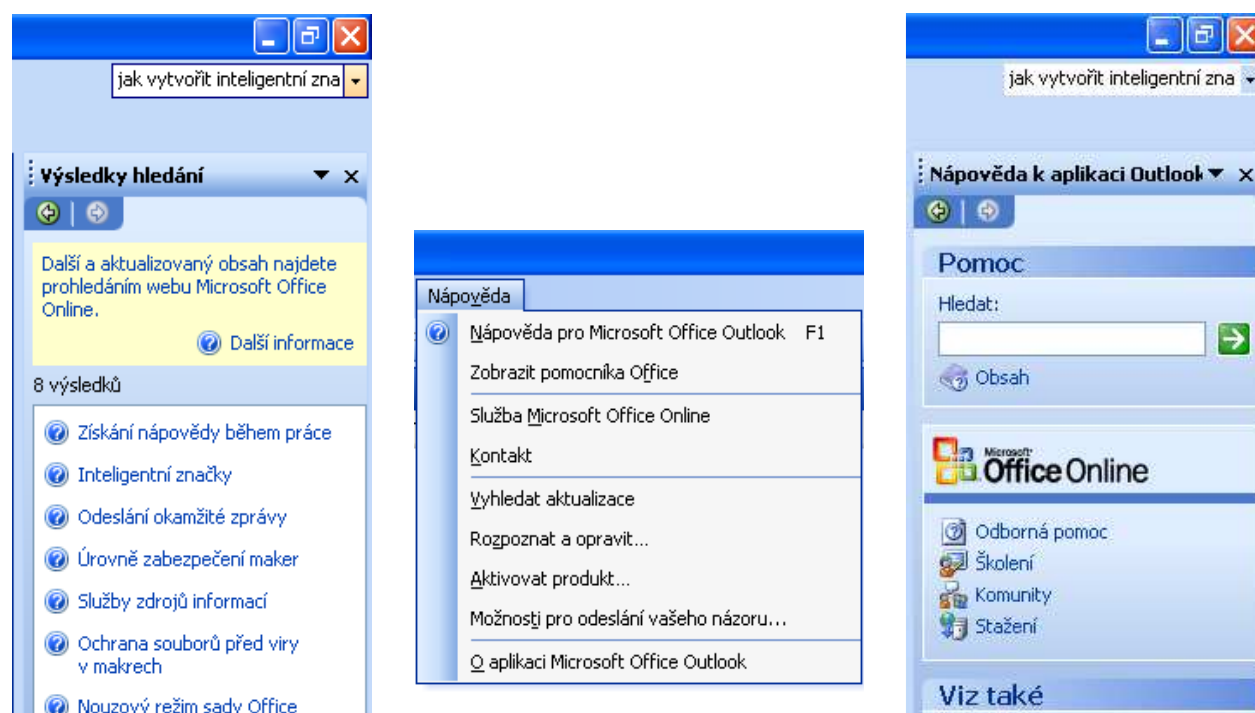 jak vytvořit inteligentní zna
Výsledky hledání
Další a aktualizovaný obsah najdete
prohledáním webu Microsoft Office
Online.
Další informace
8 výsledků
Získání nápovědy během práce
Inteligentní značky
Odeslání okamžité zprávy
Úrovně zabezpečení maker
Služby zdrojů informací
Ochrana souborů před viry
v makrech
Nouzový režim sady Office
Nápověda
Nápověda pro Microsoft Office Outlook F1
Zobrazit pomocníka Office
Služba Microsoft Office Online
Kontakt
Vyhledat aktualizace
Rozpoznat a opravit...
Aktivovat produkt...
Možnosti pro odeslání vašeho názoru...
O aplikaci Microsoft Office Outlook
jak vytvořit inteligentní zna
Nápověda k aplikaci Outlook
Pomoc
Hledat:
Obsah
Microsoft
Office Online
Odborná pomoc
Školení
Komunity
Stažení
Viz také